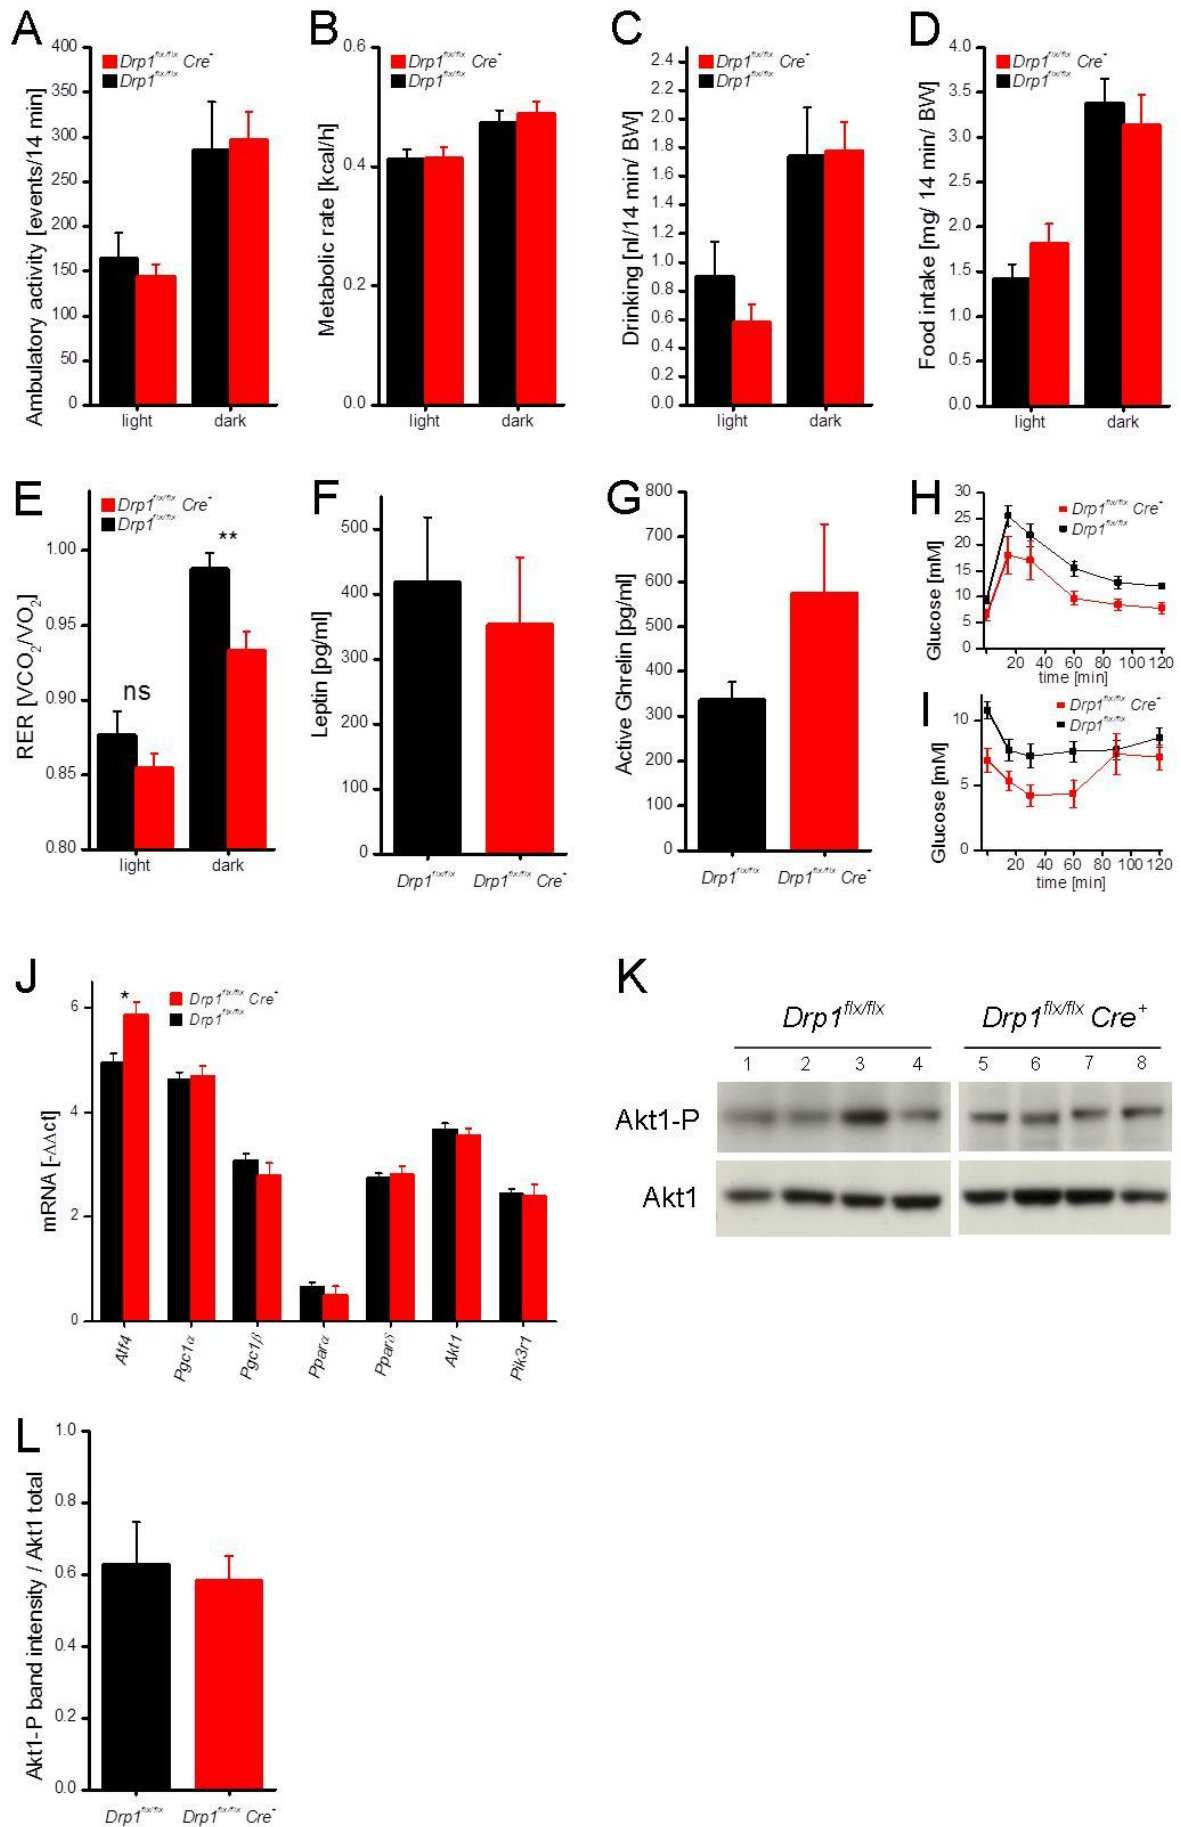 A
Ambulatory activity [events/14 min]
400
350
300
250
200
150
100
50
0
Drp1flx/flx Cre+
Drp1flx/flx
light dark
B
Metabolic rate [kcal/h]
0.6
0.4
0.2
0.0
Drp1flx/flx Cre+
Drp1flx/flx
light dark
C
Drinking [nl/14 min/ BW]
2.4
2.2
2.0
1.8
1.6
1.4
1.2
1.0
0.8
0.6
0.4
0.2
0.0
Drp1flx/flx Cre+
Drp1flx/flx
light dark
D
Food intake [mg/ 14 min/ BW]
4.0
3.5
3.0
2.5
2.0
1.5
1.0
0.5
0.0
Drp1flx/flx Cre+
Drp1flx/flx
light dark
E
RER [VCO2/VO2]
1.00
0.95
0.90
0.85
0.80
Drp1flx/flx Cre+
Drp1flx/flx
**
ns
light dark
F
Leptin [pg/ml]
500
400
300
200
100
0
Drp1flx/flx Drp1flx/flx Cre+
G
Active Ghrelin [pg/ml]
800
700
600
500
400
300
200
100
0
Drp1flx/flx Drp1flx/flx Cre+
H
Glucose [mM]
30
25
20
15
10
5
0
Drp1flx/flx Cre+
Drp1flx/flx
20 40 60 80 100 120
time [min]
I
Glucose [mM]
10
5
0
Drp1flx/flx Cre+
Drp1flx/flx
20 40 60 80 100 120
time [min]
J
mRNA [-ΔΔct]
6
4
2
0
*
Drp1flx/flx Cre+
Drp1flx/flx
Atf4 Pgc1α Pgc1β Pparα Pparδ Akt1 Pik3r1
K
Drp1flx/flx Drp1flx/flx Cre+
1 2 3 4 5 6 7 8
Akt1-P
Akt1
L
Akt1-P band intensity / Akt1 total
1.0
0.8
0.6
0.4
0.2
0.0
Drp1flx/flx Drp1flx/flx Cre+